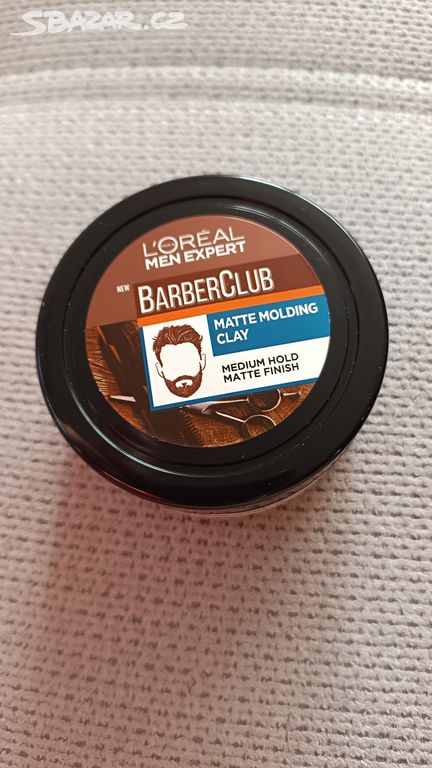 SBAZAR.CZ
L'ORÉAL
MEN EXPERT
NEW
BARBERCLUB
MATTE MOLDING
CLAY
MEDIUM HOLD
MATTE FINISH